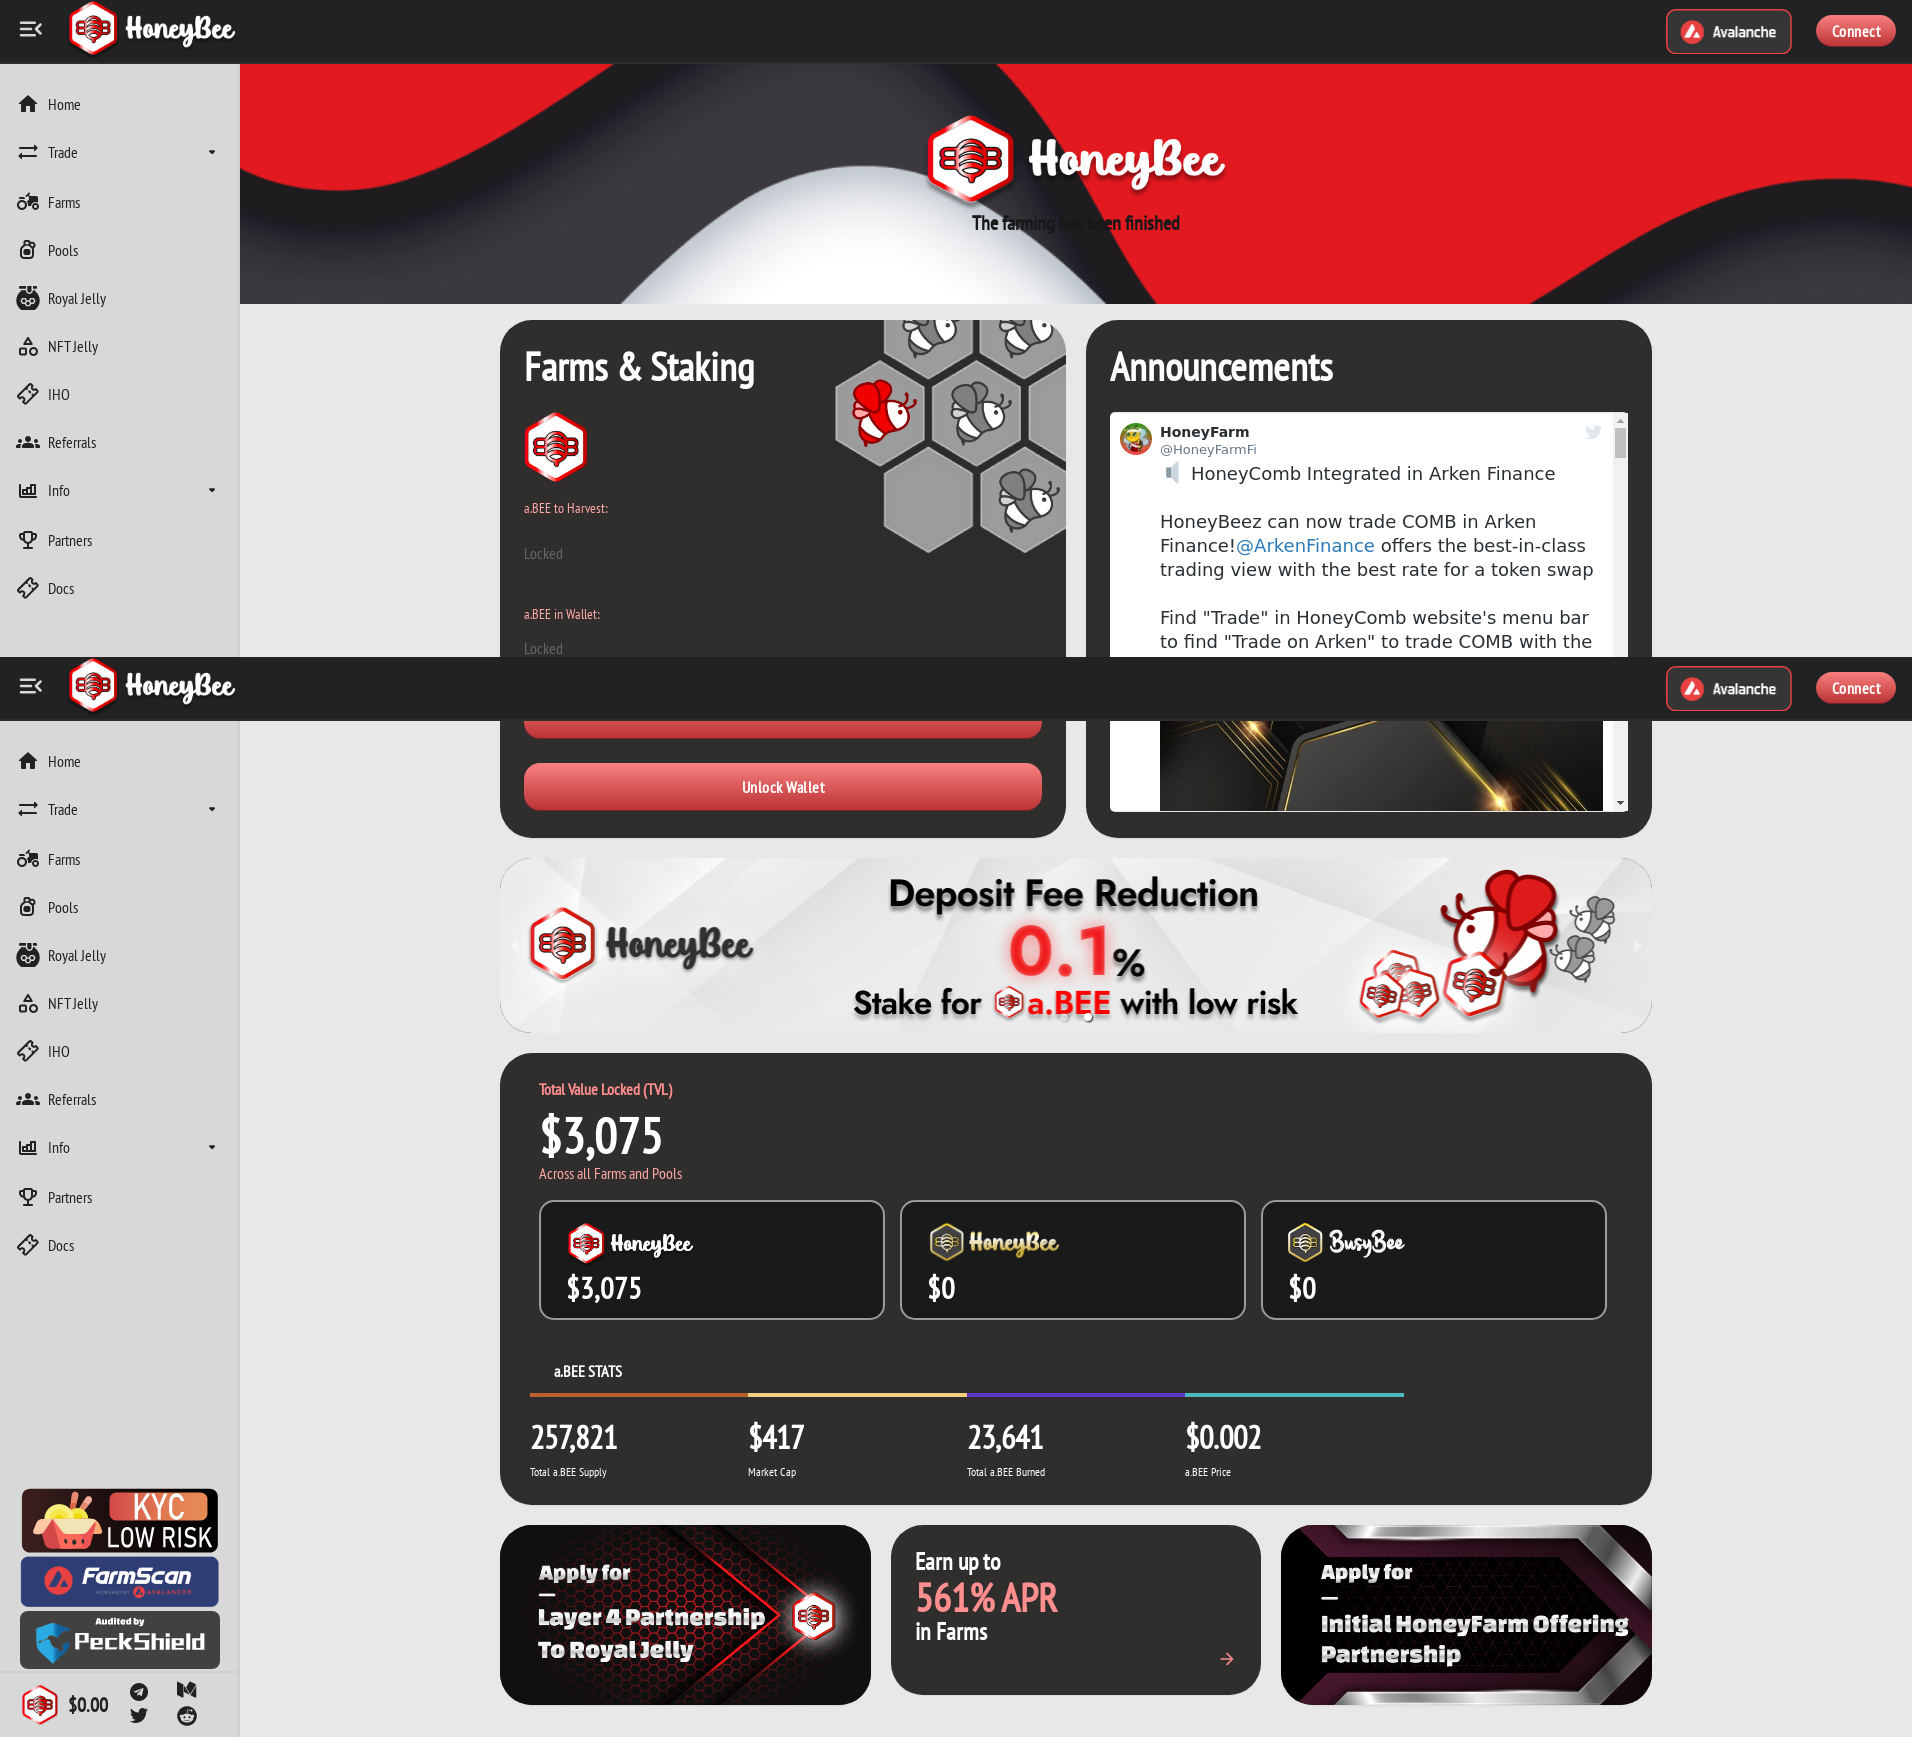 HoneyBee
Avalanche
Connect
Home
Trade
Farms
Pools
Royal Jelly
NFT Jelly
IHO
Referrals
Info
Partners
Docs
HoneyBee
The farming has been finished
Farms & Staking
a.BEE to Harvest:
Locked
a.BEE in Wallet:
Locked
Announcements
HoneyFarm
@HoneyFarmFi
HoneyComb Integrated in Arken Finance
HoneyBeez can now trade COMB in Arken
Finance!@ArkenFinance offers the best-in-class
trading view with the best rate for a token swap
Find "Trade" in HoneyComb website's menu bar
to find "Trade on Arken" to trade COMB with the
HoneyBee
Avalanche
Connect
Home
Trade
Farms
Pools
Royal Jelly
NFT Jelly
IHO
Referrals
Info
Partners
Docs
Unlock Wallet
HoneyBee
Deposit Fee Reduction
0.1%
Stake for a.BEE with low risk
Total Value Locked (TVL)
$3,075
Across all Farms and Pools
HoneyBee
$3,075
HoneyBee
$0
BusyBee
$0
a.BEE STATS
257,821
Total a.BEE Supply
$417
Market Cap
23,641
Total a.BEE Burned
$0.002
a.BEE Price
Apply for
Layer 4 Partnership
To Royal Jelly
Earn up to
561% APR
in Farms
Apply for
Initial HoneyFarm Offering
Partnership
KYC
LOW RISK
FarmScan
POWERED BY AVALANCHE
Audited by
PeckShield
$0.00